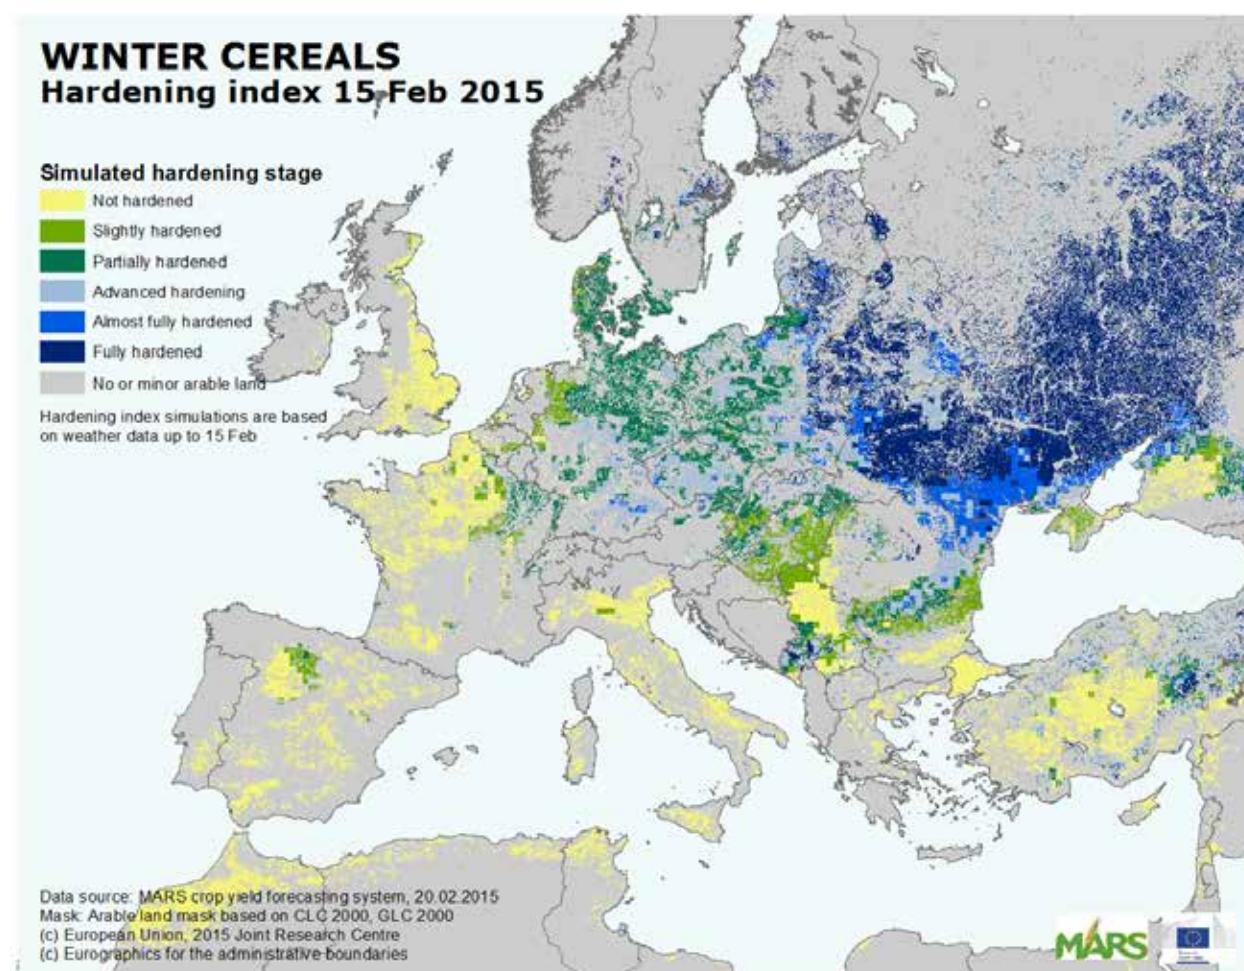 WINTER CEREALS
Hardening index 15 Feb 2015
Simulated hardening stage
Not hardened
Slightly hardened
Partially hardened
Advanced hardening
Almost fully hardened
Fully hardened
No or minor arable land
Hardening index simulations are based
on weather data up to 15 Feb
Data source: MARS crop yield forecasting system, 20.02.2015
Mask: Arable land mask based on CLC 2000, GLC 2000
(c) European Union, 2015 Joint Research Centre
(c) Eurographics for the administrative boundaries
MARS